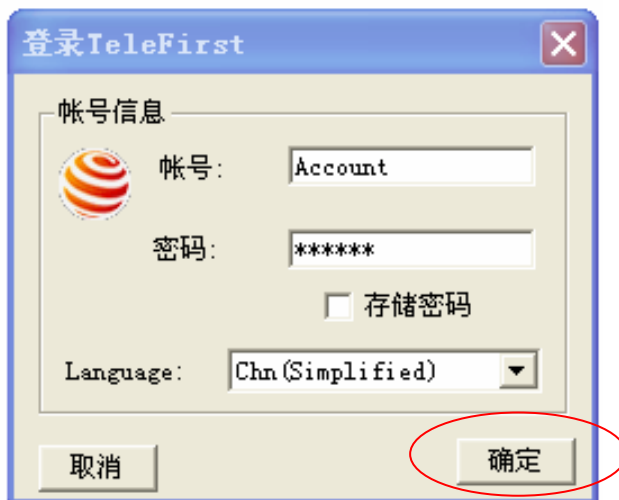 登录TeleFirst
帐号信息
帐号: Account
密码: ******
存储密码
Language: Chn(Simplified)
取消 确定